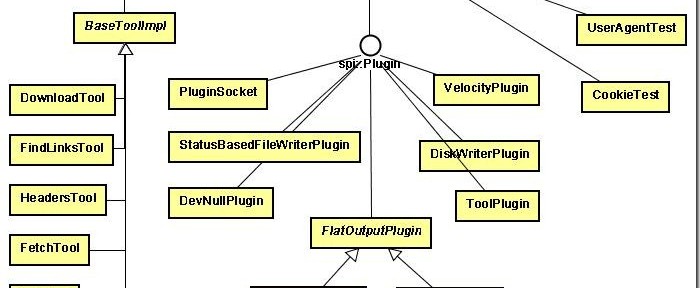 BaseToolImpl
UserAgentTest
spi::Plugin
DownloadTool
PluginSocket
VelocityPlugin
CookieTest
FindLinksTool
StatusBasedFileWriterPlugin
DiskWriterPlugin
HeadersTool
DevNullPlugin
ToolPlugin
FlatOutputPlugin
FetchTool